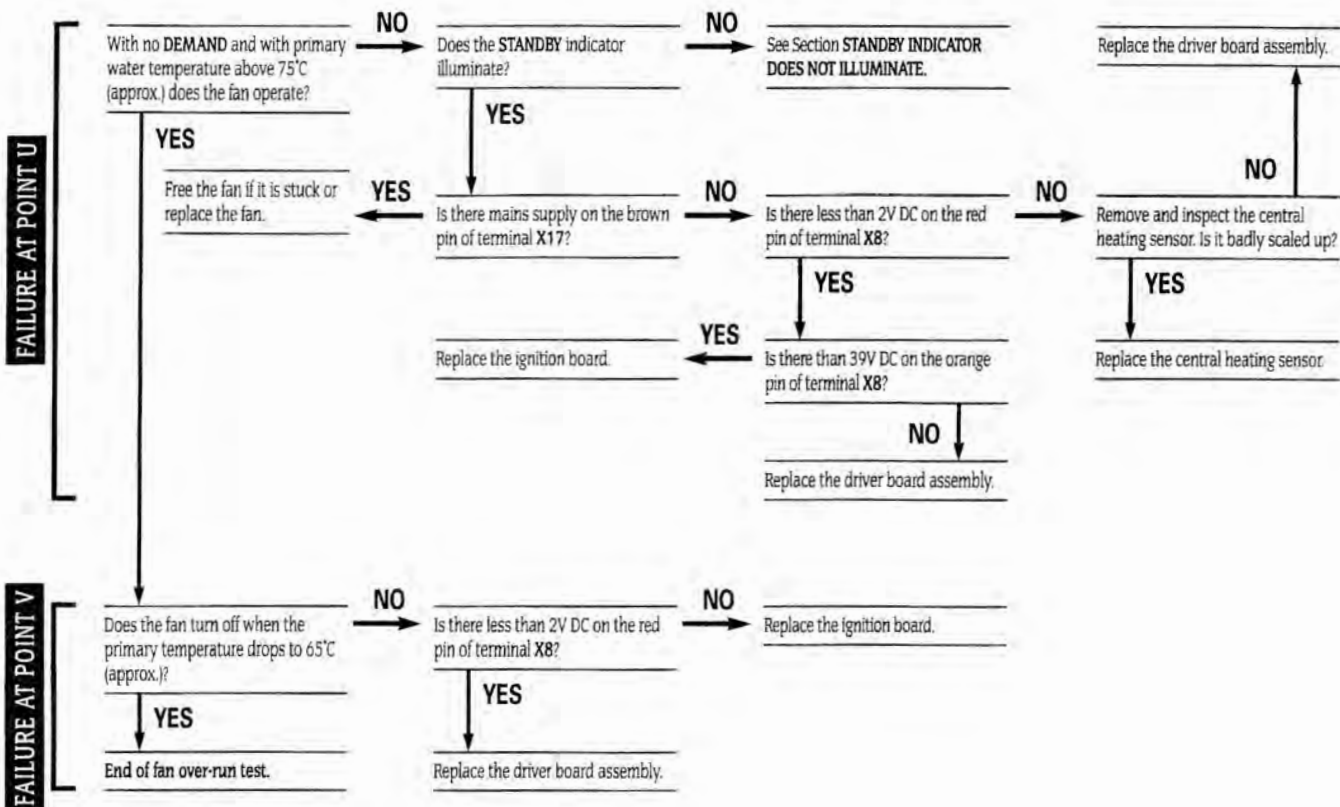 FAILURE AT POINT U
With no DEMAND and with primary
water temperature above 75°C
(approx.) does the fan operate?
NO
Does the STANDBY indicator
illuminate?
NO
See Section STANDBY INDICATOR
DOES NOT ILLUMINATE.
Replace the driver board assembly.
YES
YES
NO
Free the fan if it is stuck or
replace the fan.
YES
Is there mains supply on the brown
pin of terminal X17?
NO
Is there less than 2V DC on the red
pin of terminal X8?
NO
Remove and inspect the central
heating sensor. Is it badly scaled up?
YES
YES
Replace the ignition board.
YES
Is there than 39V DC on the orange
pin of terminal X8?
Replace the central heating sensor
NO
Replace the driver board assembly.
FAILURE AT POINT V
Does the fan turn off when the
primary temperature drops to 65°C
(approx.)?
NO
Is there less than 2V DC on the red
pin of terminal X8?
NO
Replace the ignition board.
YES
YES
End of fan over-run test.
Replace the driver board assembly.